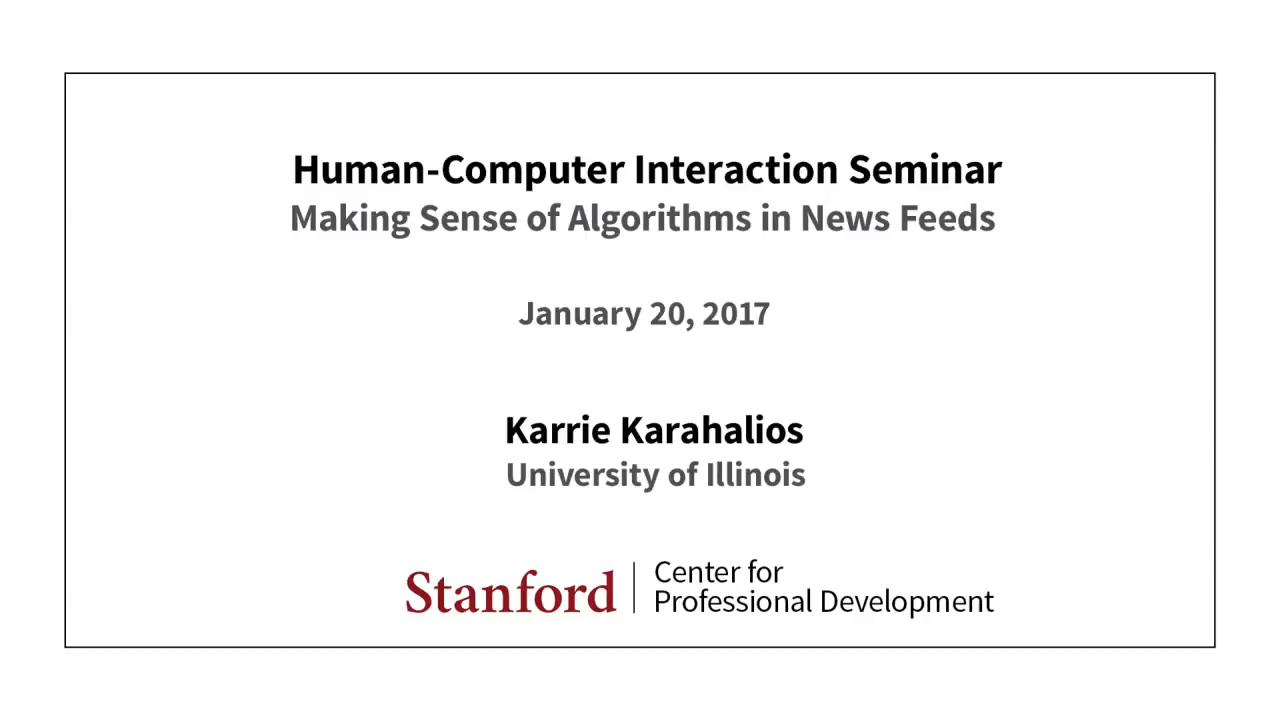 Human-Computer Interaction Seminar
Making Sense of Algorithms in News Feeds
January 20, 2017
Karrie Karahalios
University of Illinois
Stanford
Center for
Professional Development